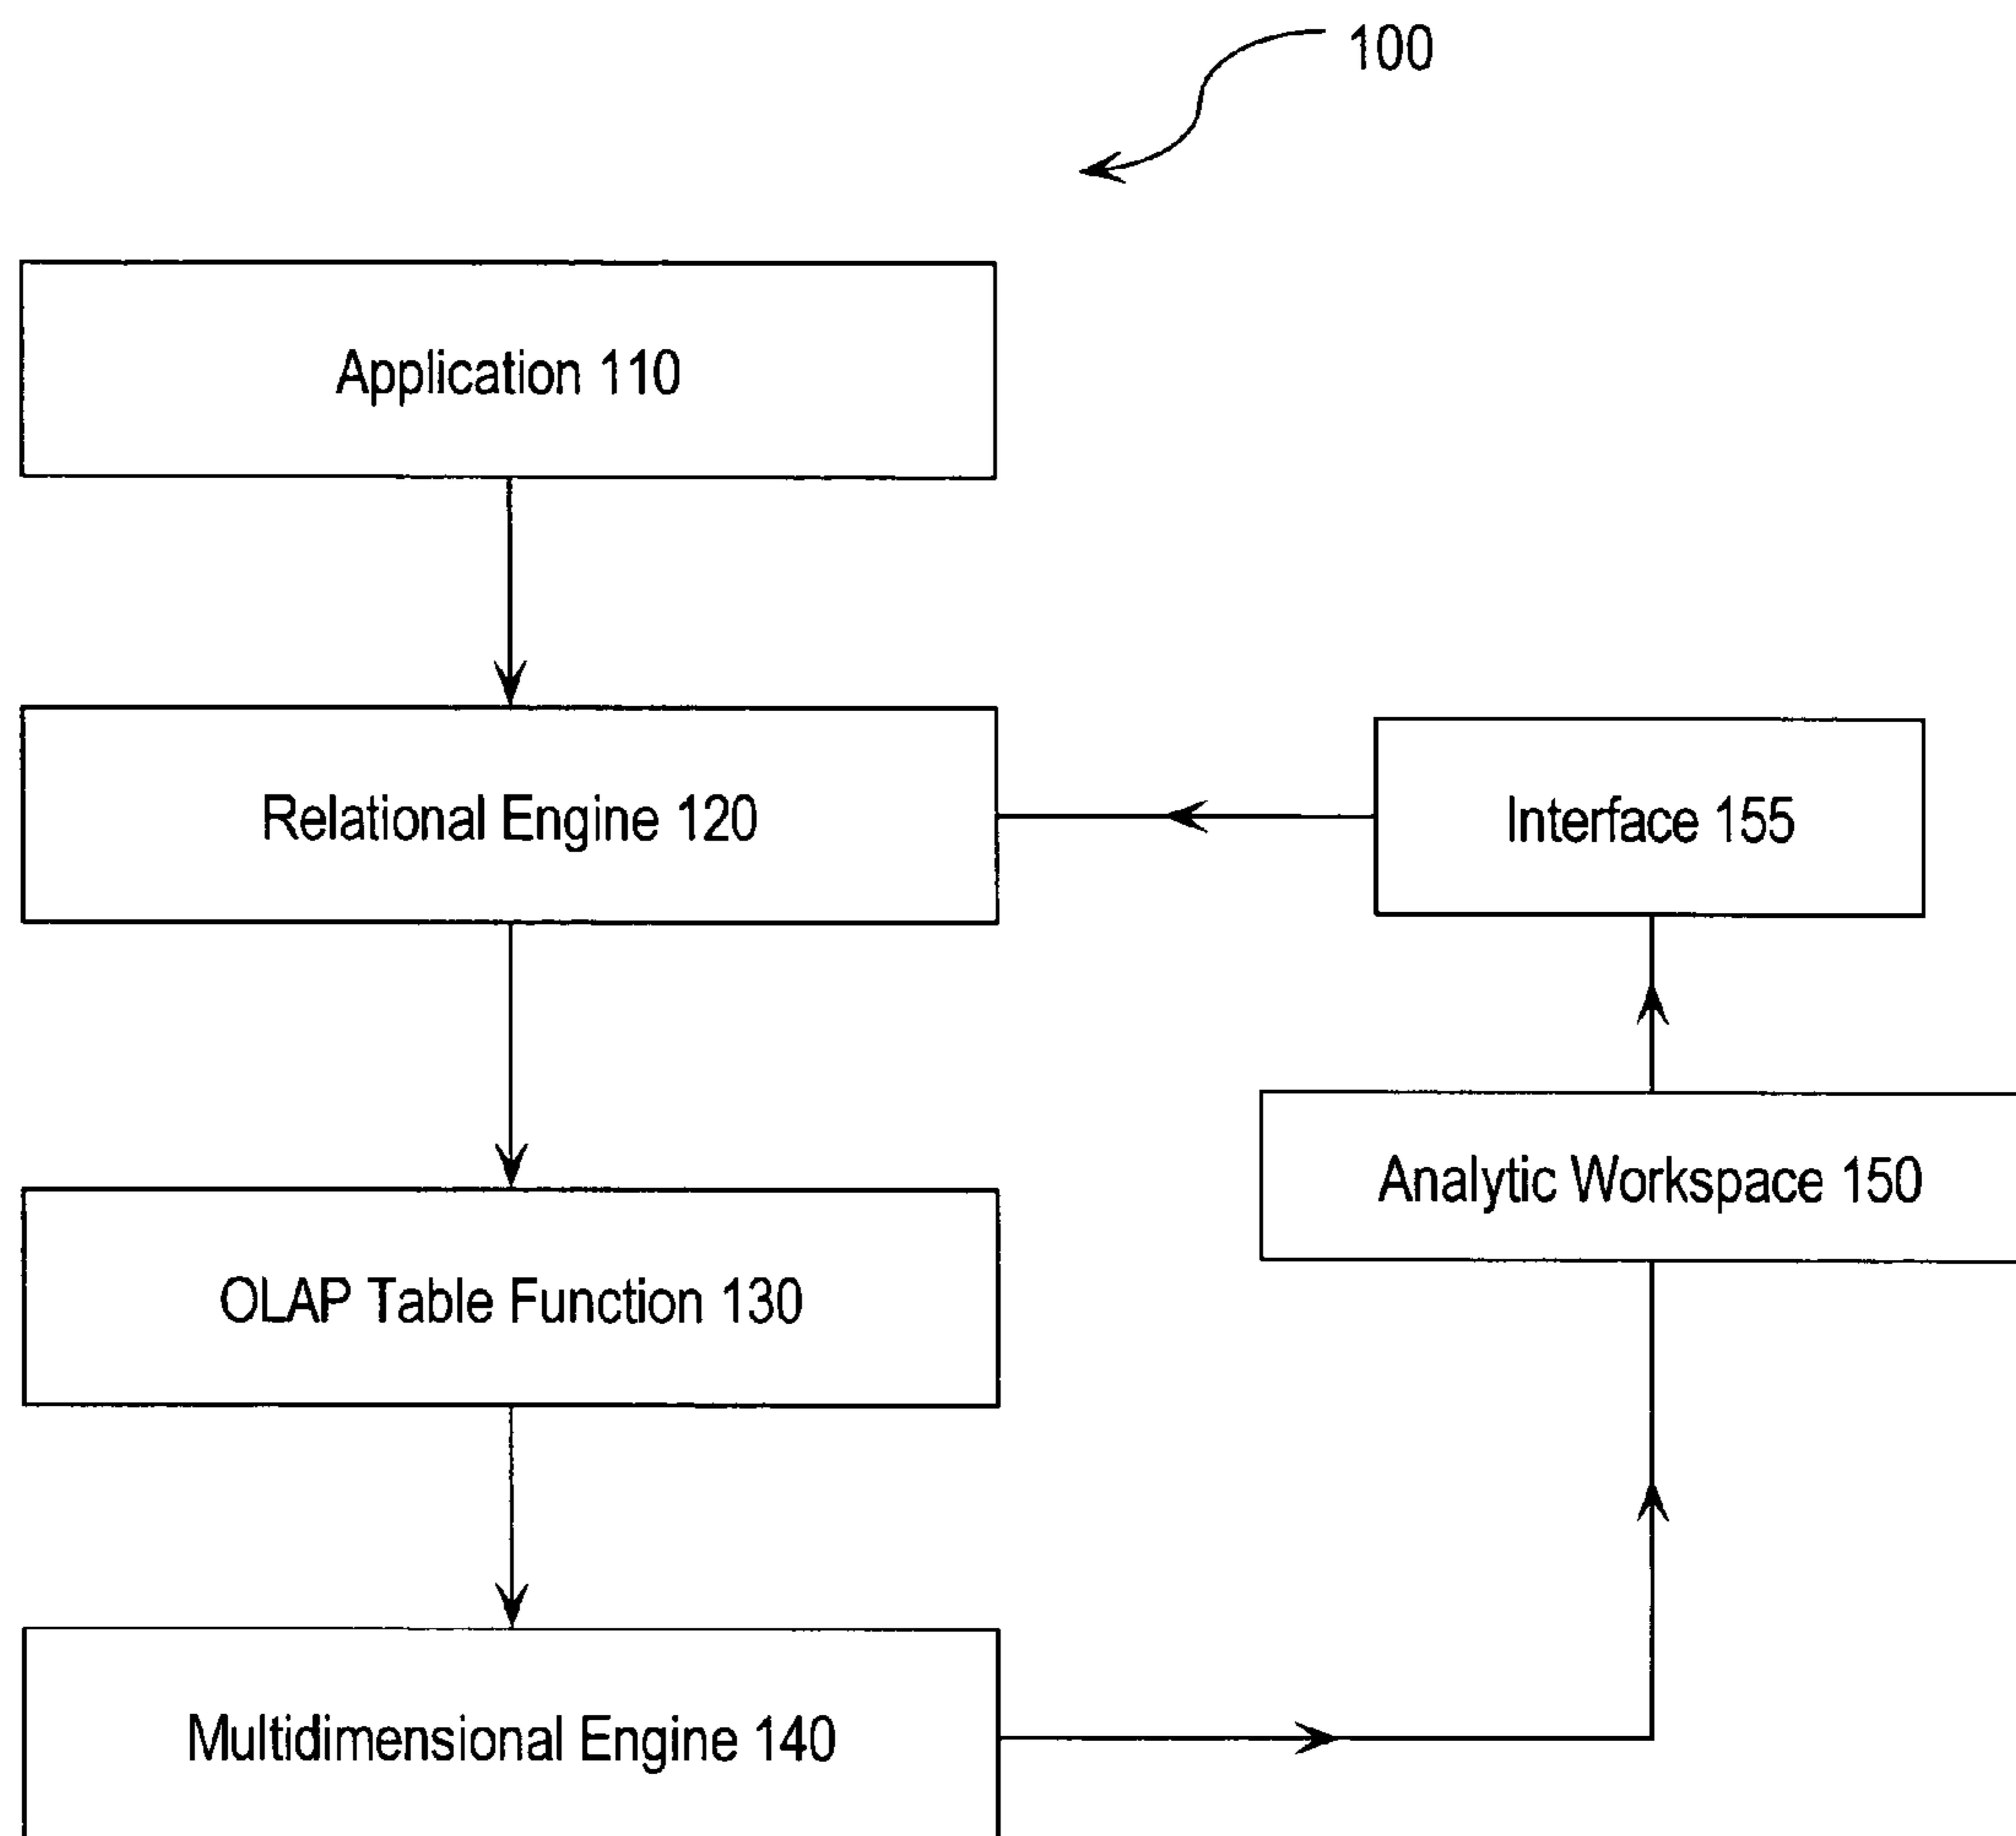 100
Application 110
Relational Engine 120
Interface 155
Analytic Workspace 150
OLAP Table Function 130
Multidimensional Engine 140